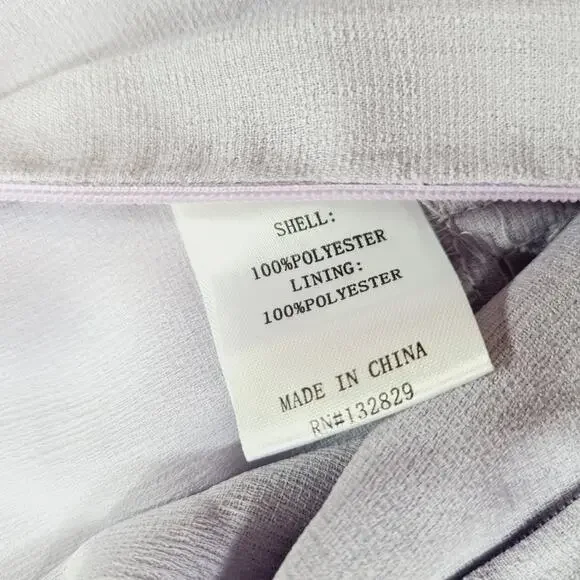 SHELL:
100%POLYESTER
LINING:
100%POLYESTER
MADE IN CHINA
RN#132829